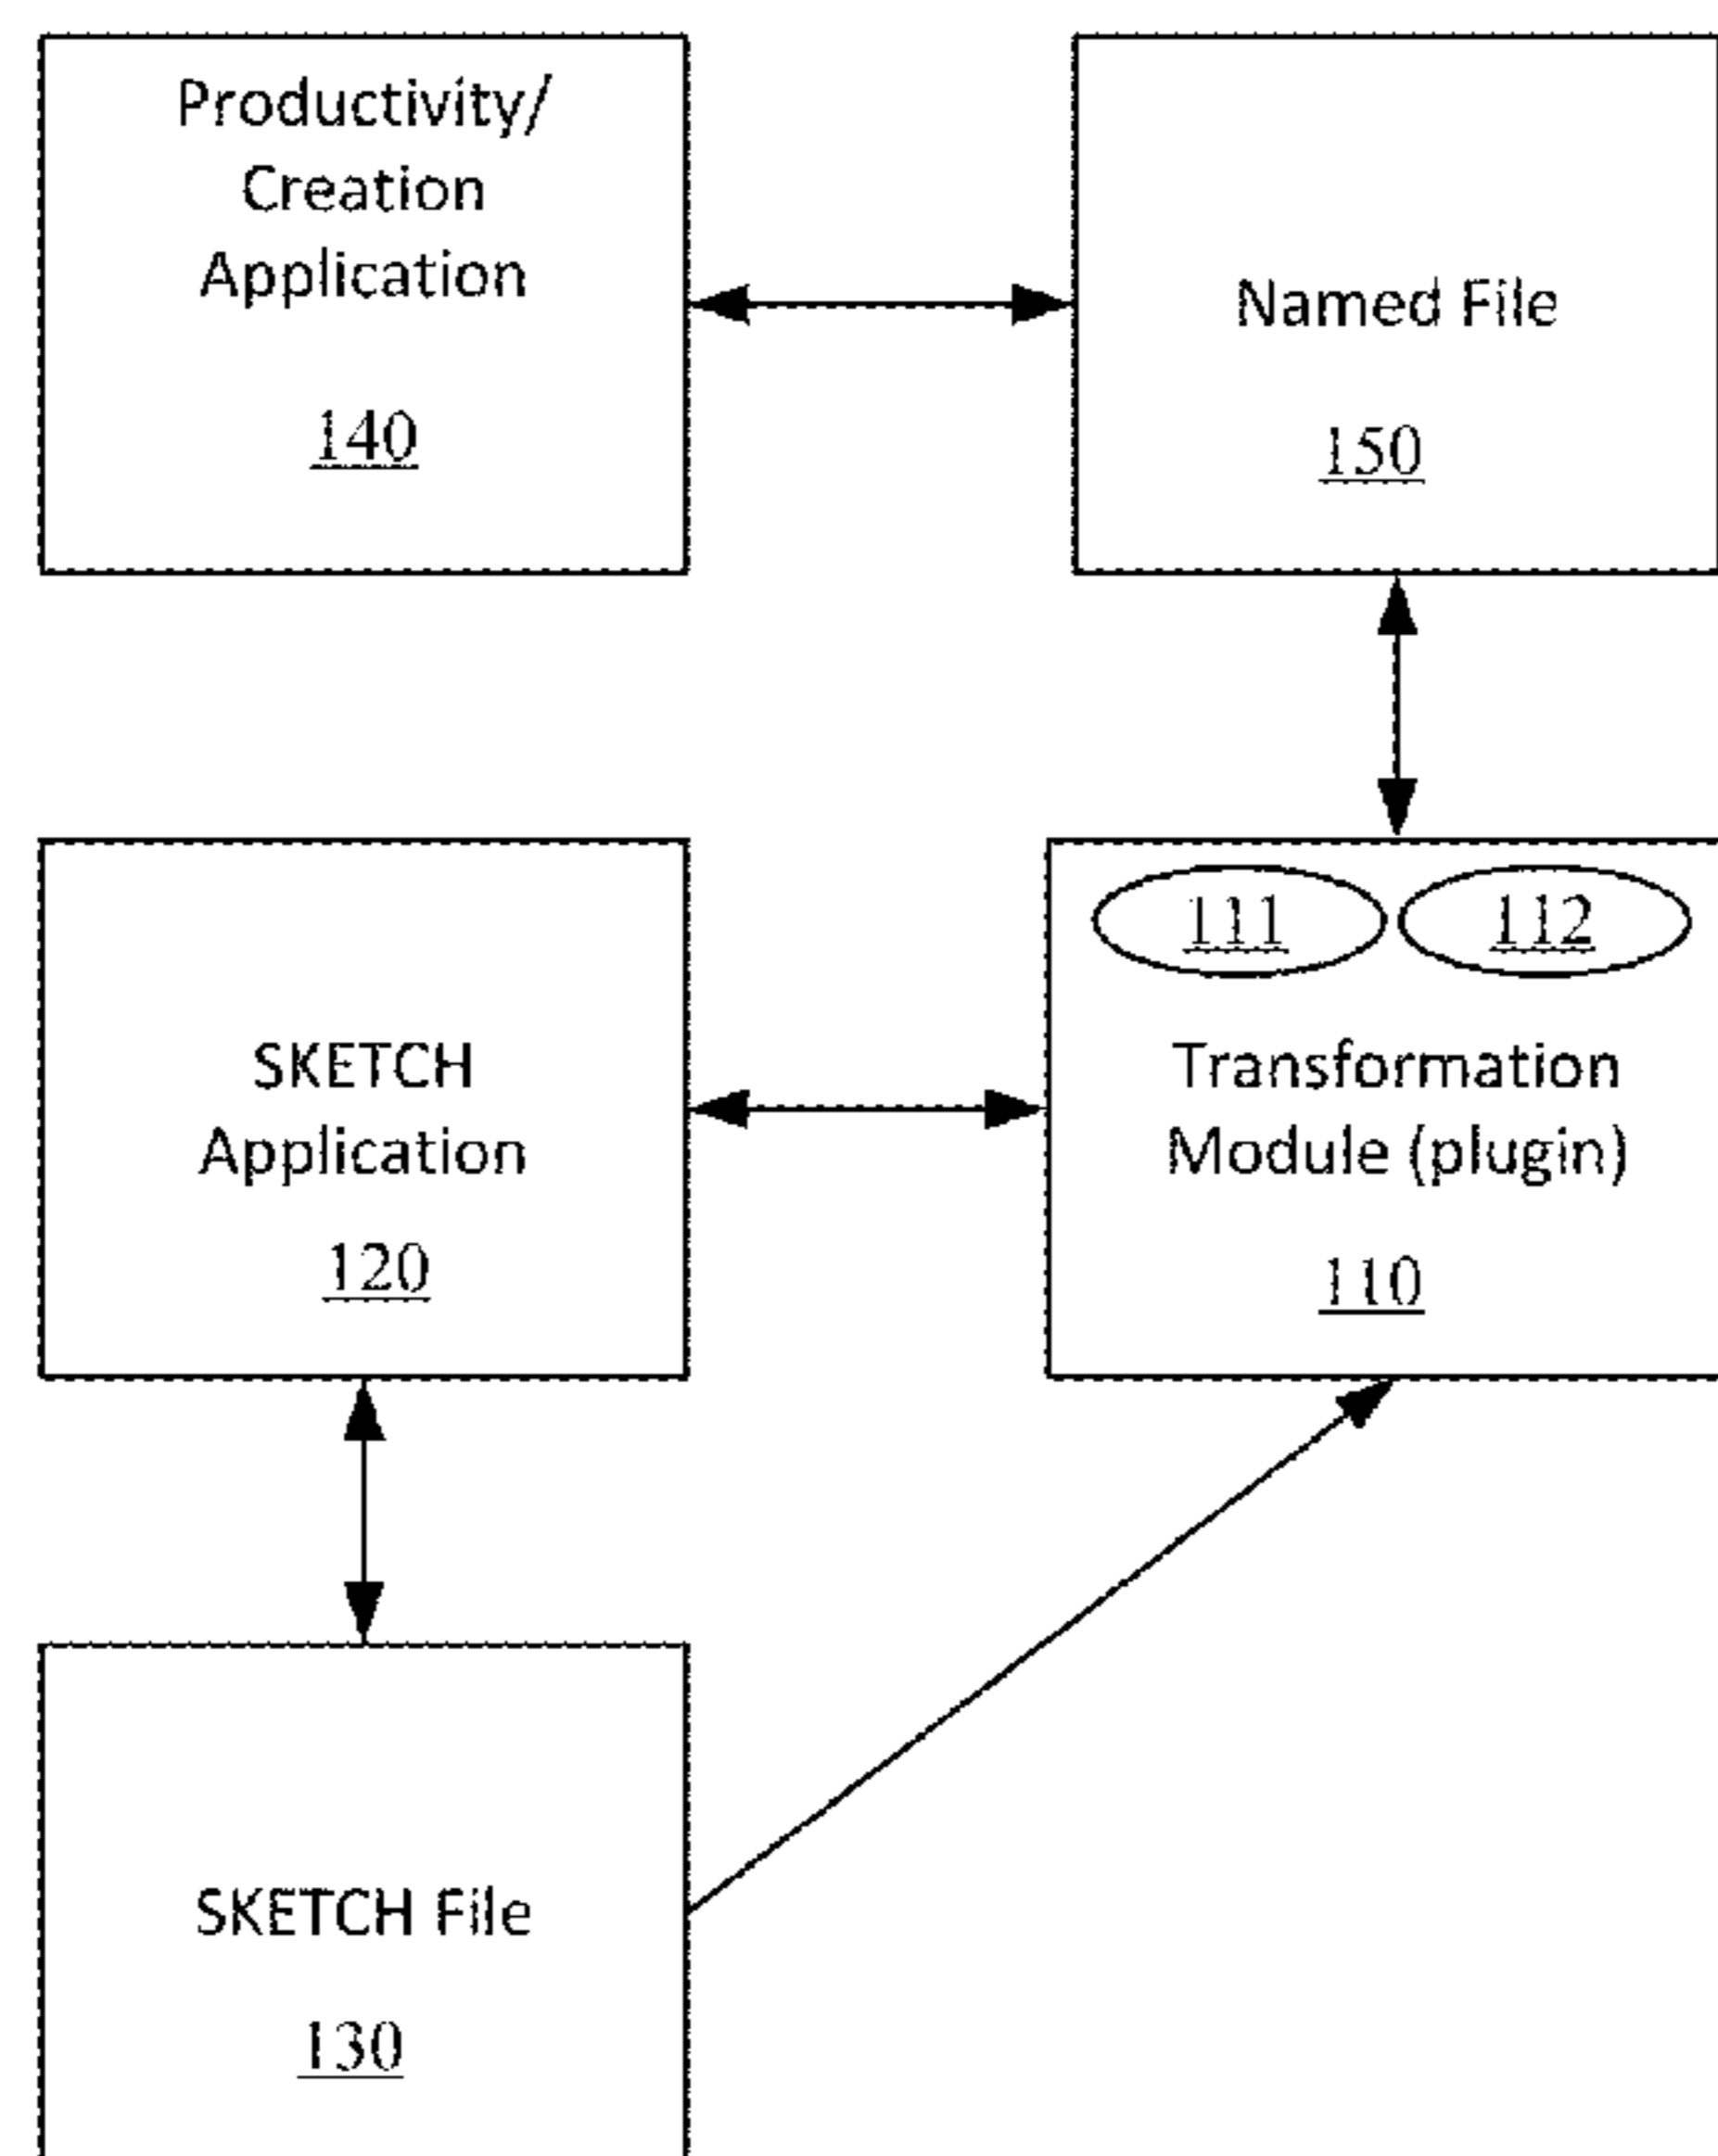 Productivity/
Creation
Application
140
Named File
150
SKETCH
Application
120
111
112
Transformation
Module (plugin)
110
SKETCH File
130